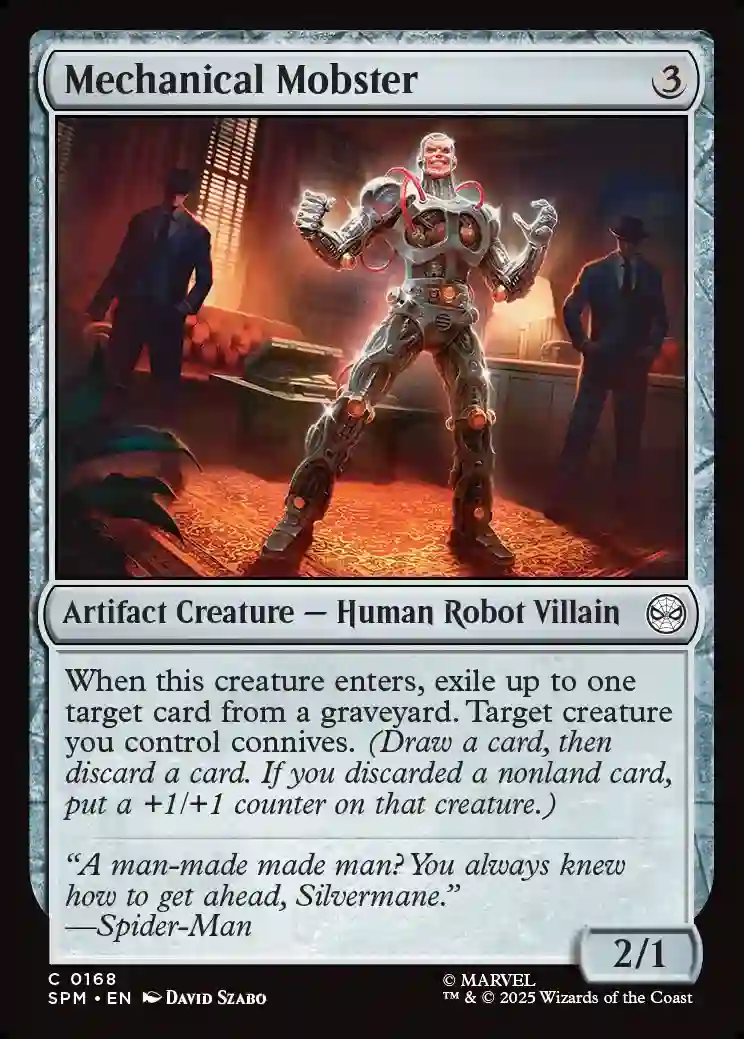 Mechanical Mobster 3
Artifact Creature — Human Robot Villain
When this creature enters, exile up to one
target card from a graveyard. Target creature
you control connives. (Draw a card, then
discard a card. If you discarded a nonland card,
put a +1/+1 counter on that creature.)
“A man-made made man? You always knew
how to get ahead, Silvermane.”
—Spider-Man
2/1
C 0168
SPM • EN David Szabo
© MARVEL
™ & © 2025 Wizards of the Coast